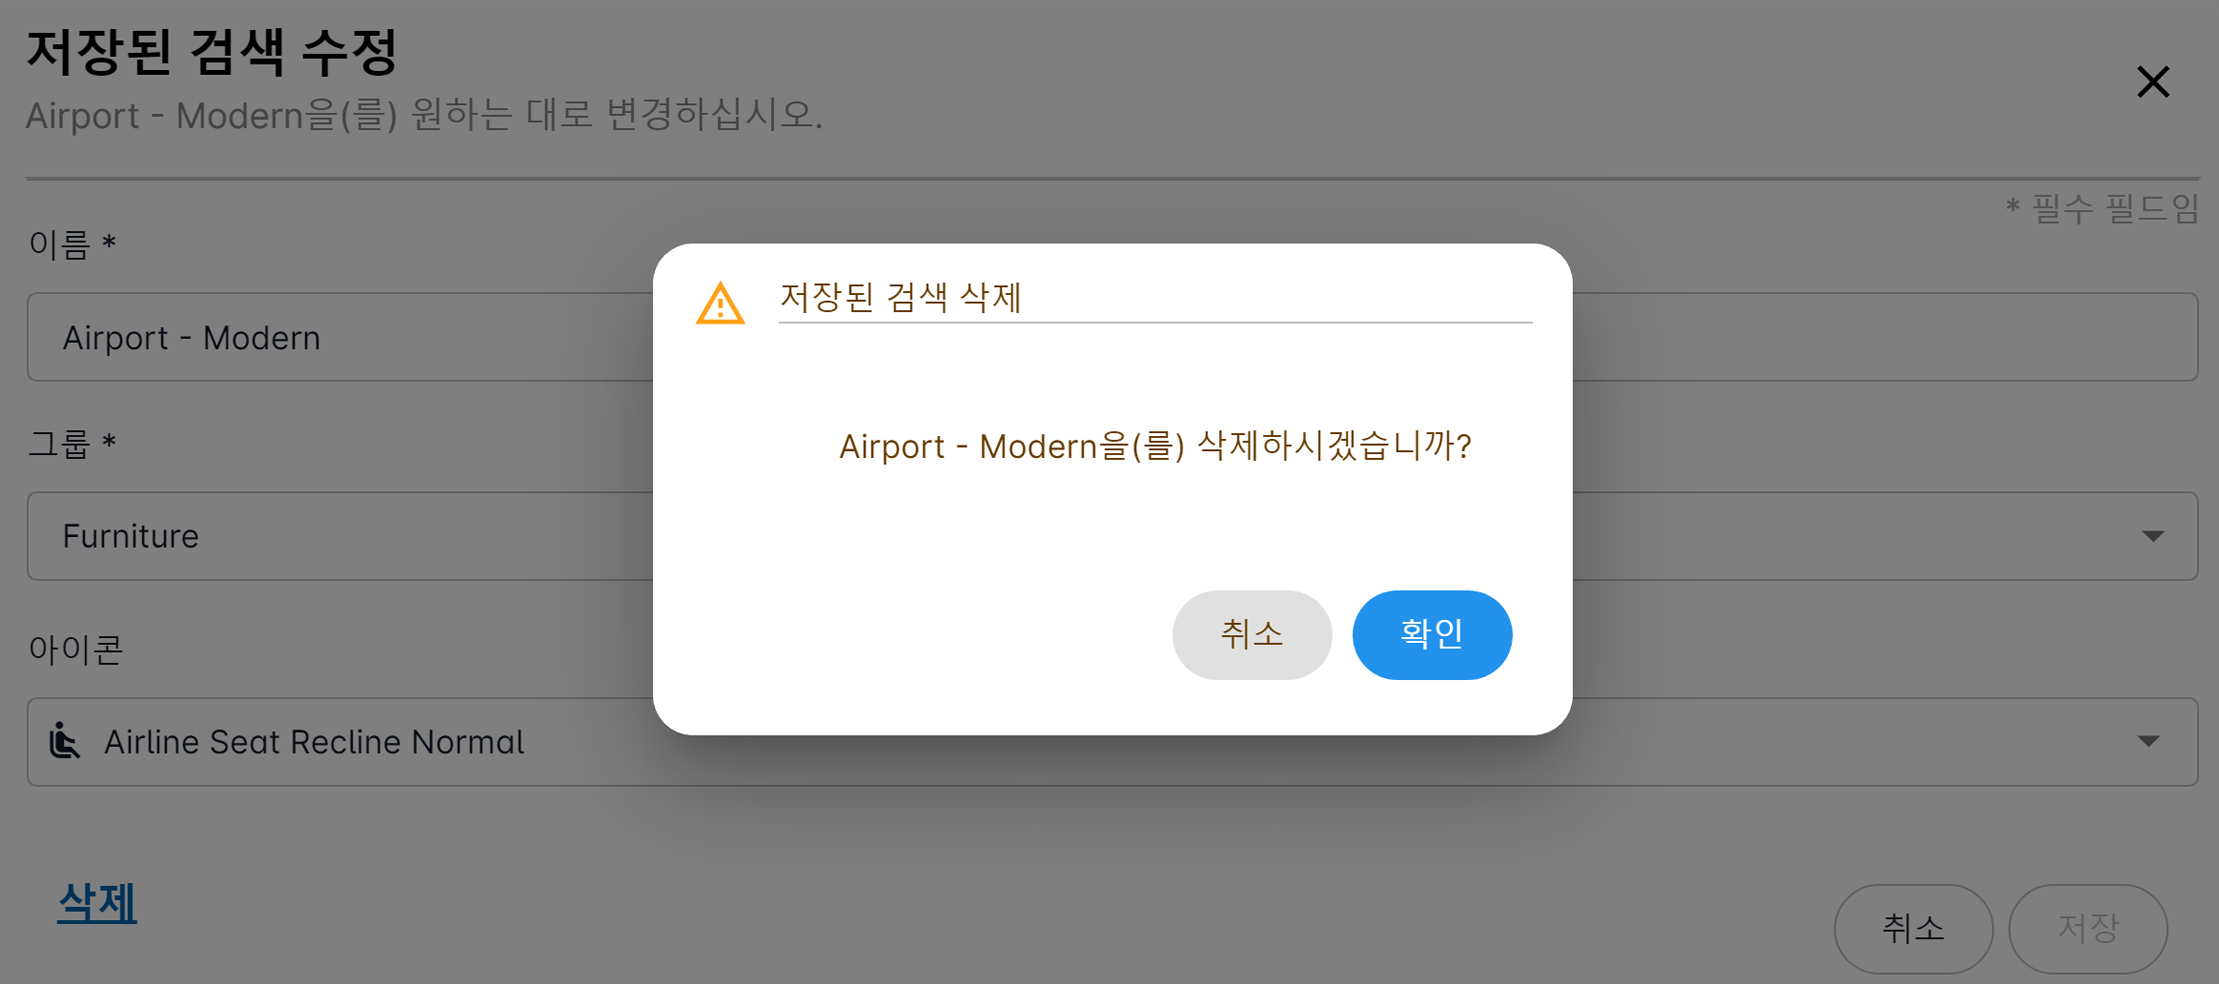 저장된 검색 수정
Airport - Modern을(를) 원하는 대로 변경하십시오.
* 필수 필드임
이름 *
Airport - Modern
그룹 *
Furniture
아이콘
Airline Seat Recline Normal
삭제
취소
저장
저장된 검색 삭제
Airport - Modern을(를) 삭제하시겠습니까?
취소
확인